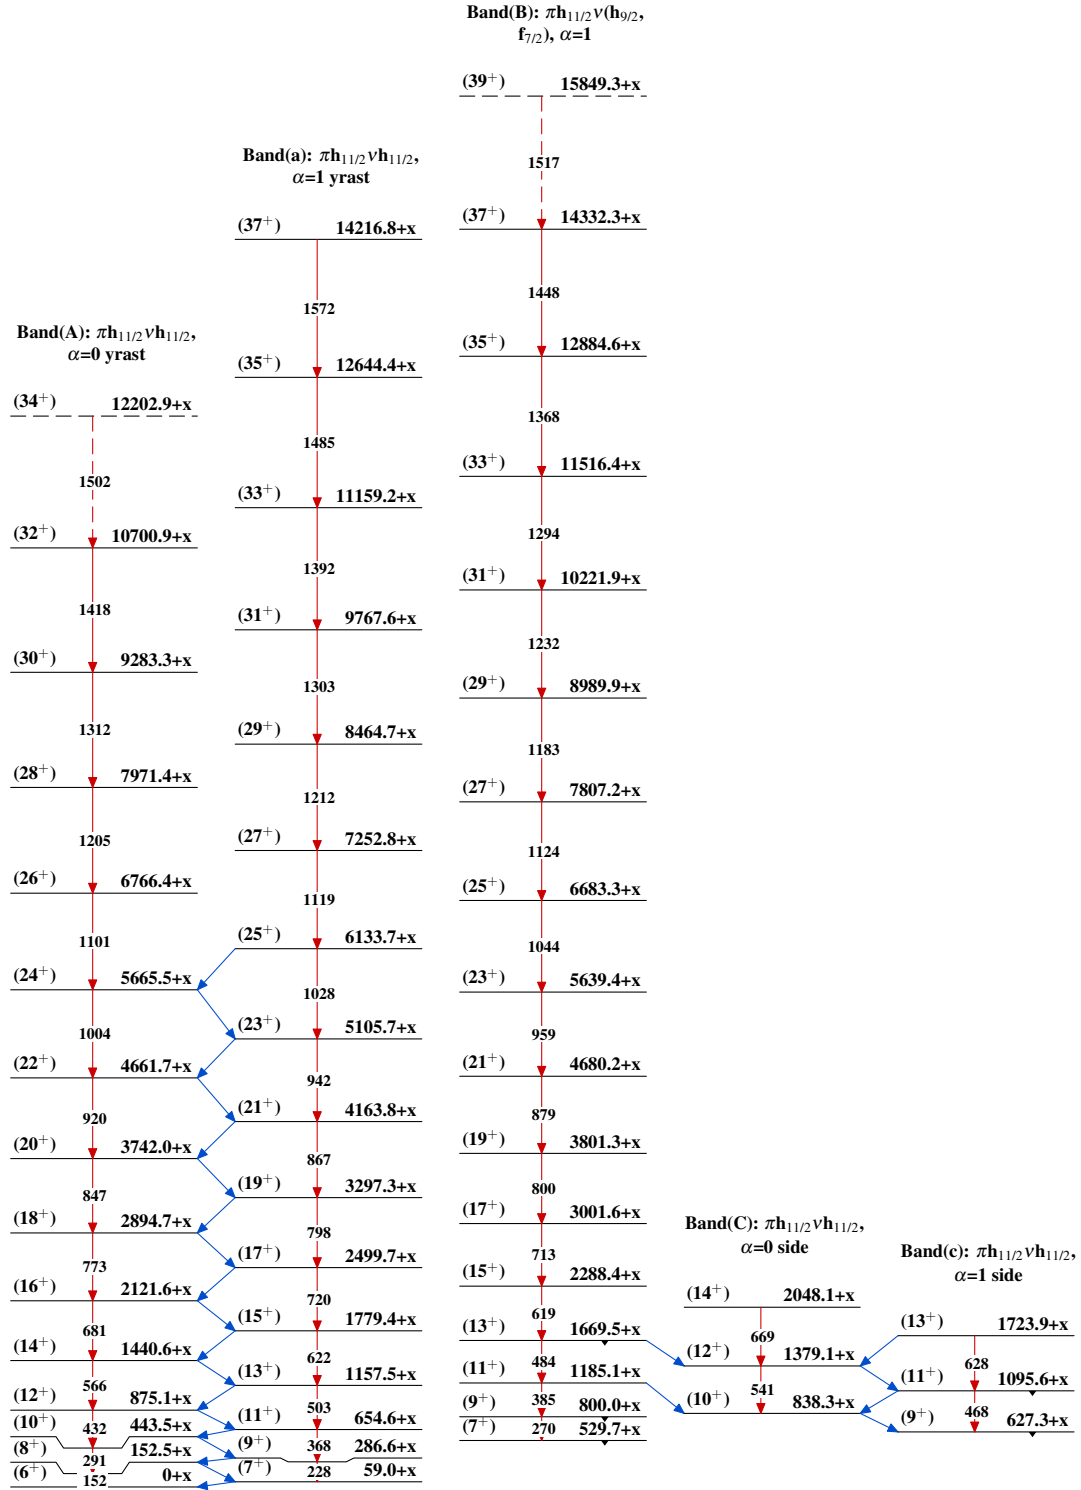 Band(B): πh11/2ν(h9/2,
f7/2), α=1
(39+) 15849.3+x
1517
(37+) 14332.3+x
1448
(35+) 12884.6+x
1368
(33+) 11516.4+x
1294
(31+) 10221.9+x
1232
(29+) 8989.9+x
1183
(27+) 7807.2+x
1124
(25+) 6683.3+x
1044
(23+) 5639.4+x
959
(21+) 4680.2+x
879
(19+) 3801.3+x
800
(17+) 3001.6+x
713
(15+) 2288.4+x
619
(13+) 1669.5+x
484
(11+) 1185.1+x
385
(9+) 800.0+x
270
(7+) 529.7+x
Band(a): πh11/2νh11/2,
α=1 yrast
(37+) 14216.8+x
1572
(35+) 12644.4+x
1485
(33+) 11159.2+x
1392
(31+) 9767.6+x
1303
(29+) 8464.7+x
1212
(27+) 7252.8+x
1119
(25+) 6133.7+x
1028
(23+) 5105.7+x
942
(21+) 4163.8+x
867
(19+) 3297.3+x
798
(17+) 2499.7+x
720
(15+) 1779.4+x
622
(13+) 1157.5+x
503
(11+) 654.6+x
368
(9+) 286.6+x
228
(7+) 59.0+x
Band(A): πh11/2νh11/2,
α=0 yrast
(34+) 12202.9+x
1502
(32+) 10700.9+x
1418
(30+) 9283.3+x
1312
(28+) 7971.4+x
1205
(26+) 6766.4+x
1101
(24+) 5665.5+x
1004
(22+) 4661.7+x
920
(20+) 3742.0+x
847
(18+) 2894.7+x
773
(16+) 2121.6+x
681
(14+) 1440.6+x
566
(12+) 875.1+x
432
(10+) 443.5+x
291
(8+) 152.5+x
152
(6+) 0+x
Band(C): πh11/2νh11/2,
α=0 side
(14+) 2048.1+x
669
(12+) 1379.1+x
541
(10+) 838.3+x
Band(c): πh11/2νh11/2,
α=1 side
(13+) 1723.9+x
628
(11+) 1095.6+x
468
(9+) 627.3+x